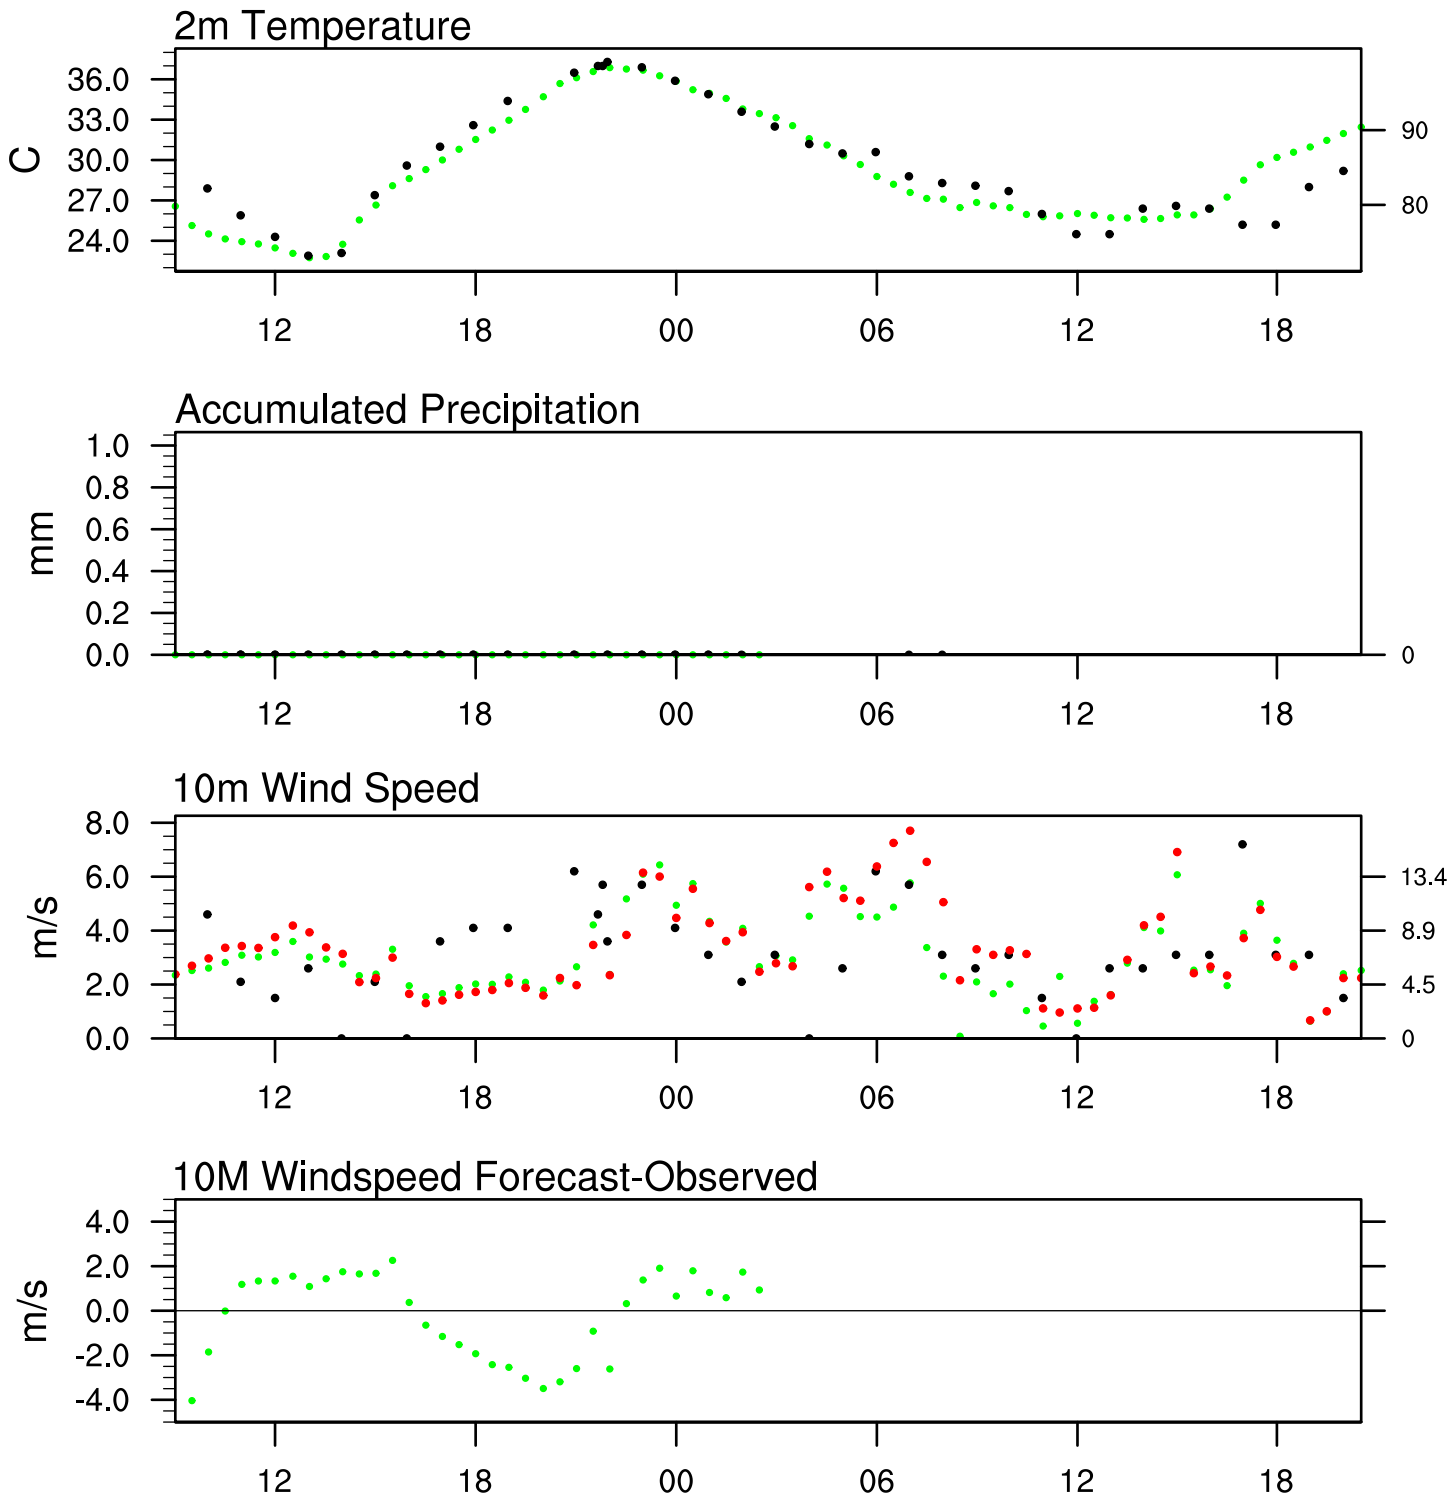 2m Temperature
36.0
33.0
90
C
30.0
27.0
80
24.0
12 18 00 06 12 18
Accumulated Precipitation
1.0
0.8
0.6
mm
0.4
0.2
0.0 0
12 18 00 06 12 18
10m Wind Speed
8.0
6.0 13.4
m/s
4.0 8.9
2.0 4.5
0.0 0
12 18 00 06 12 18
10M Windspeed Forecast-Observed
4.0
2.0
m/s
0.0
-2.0
-4.0
12 18 00 06 12 18